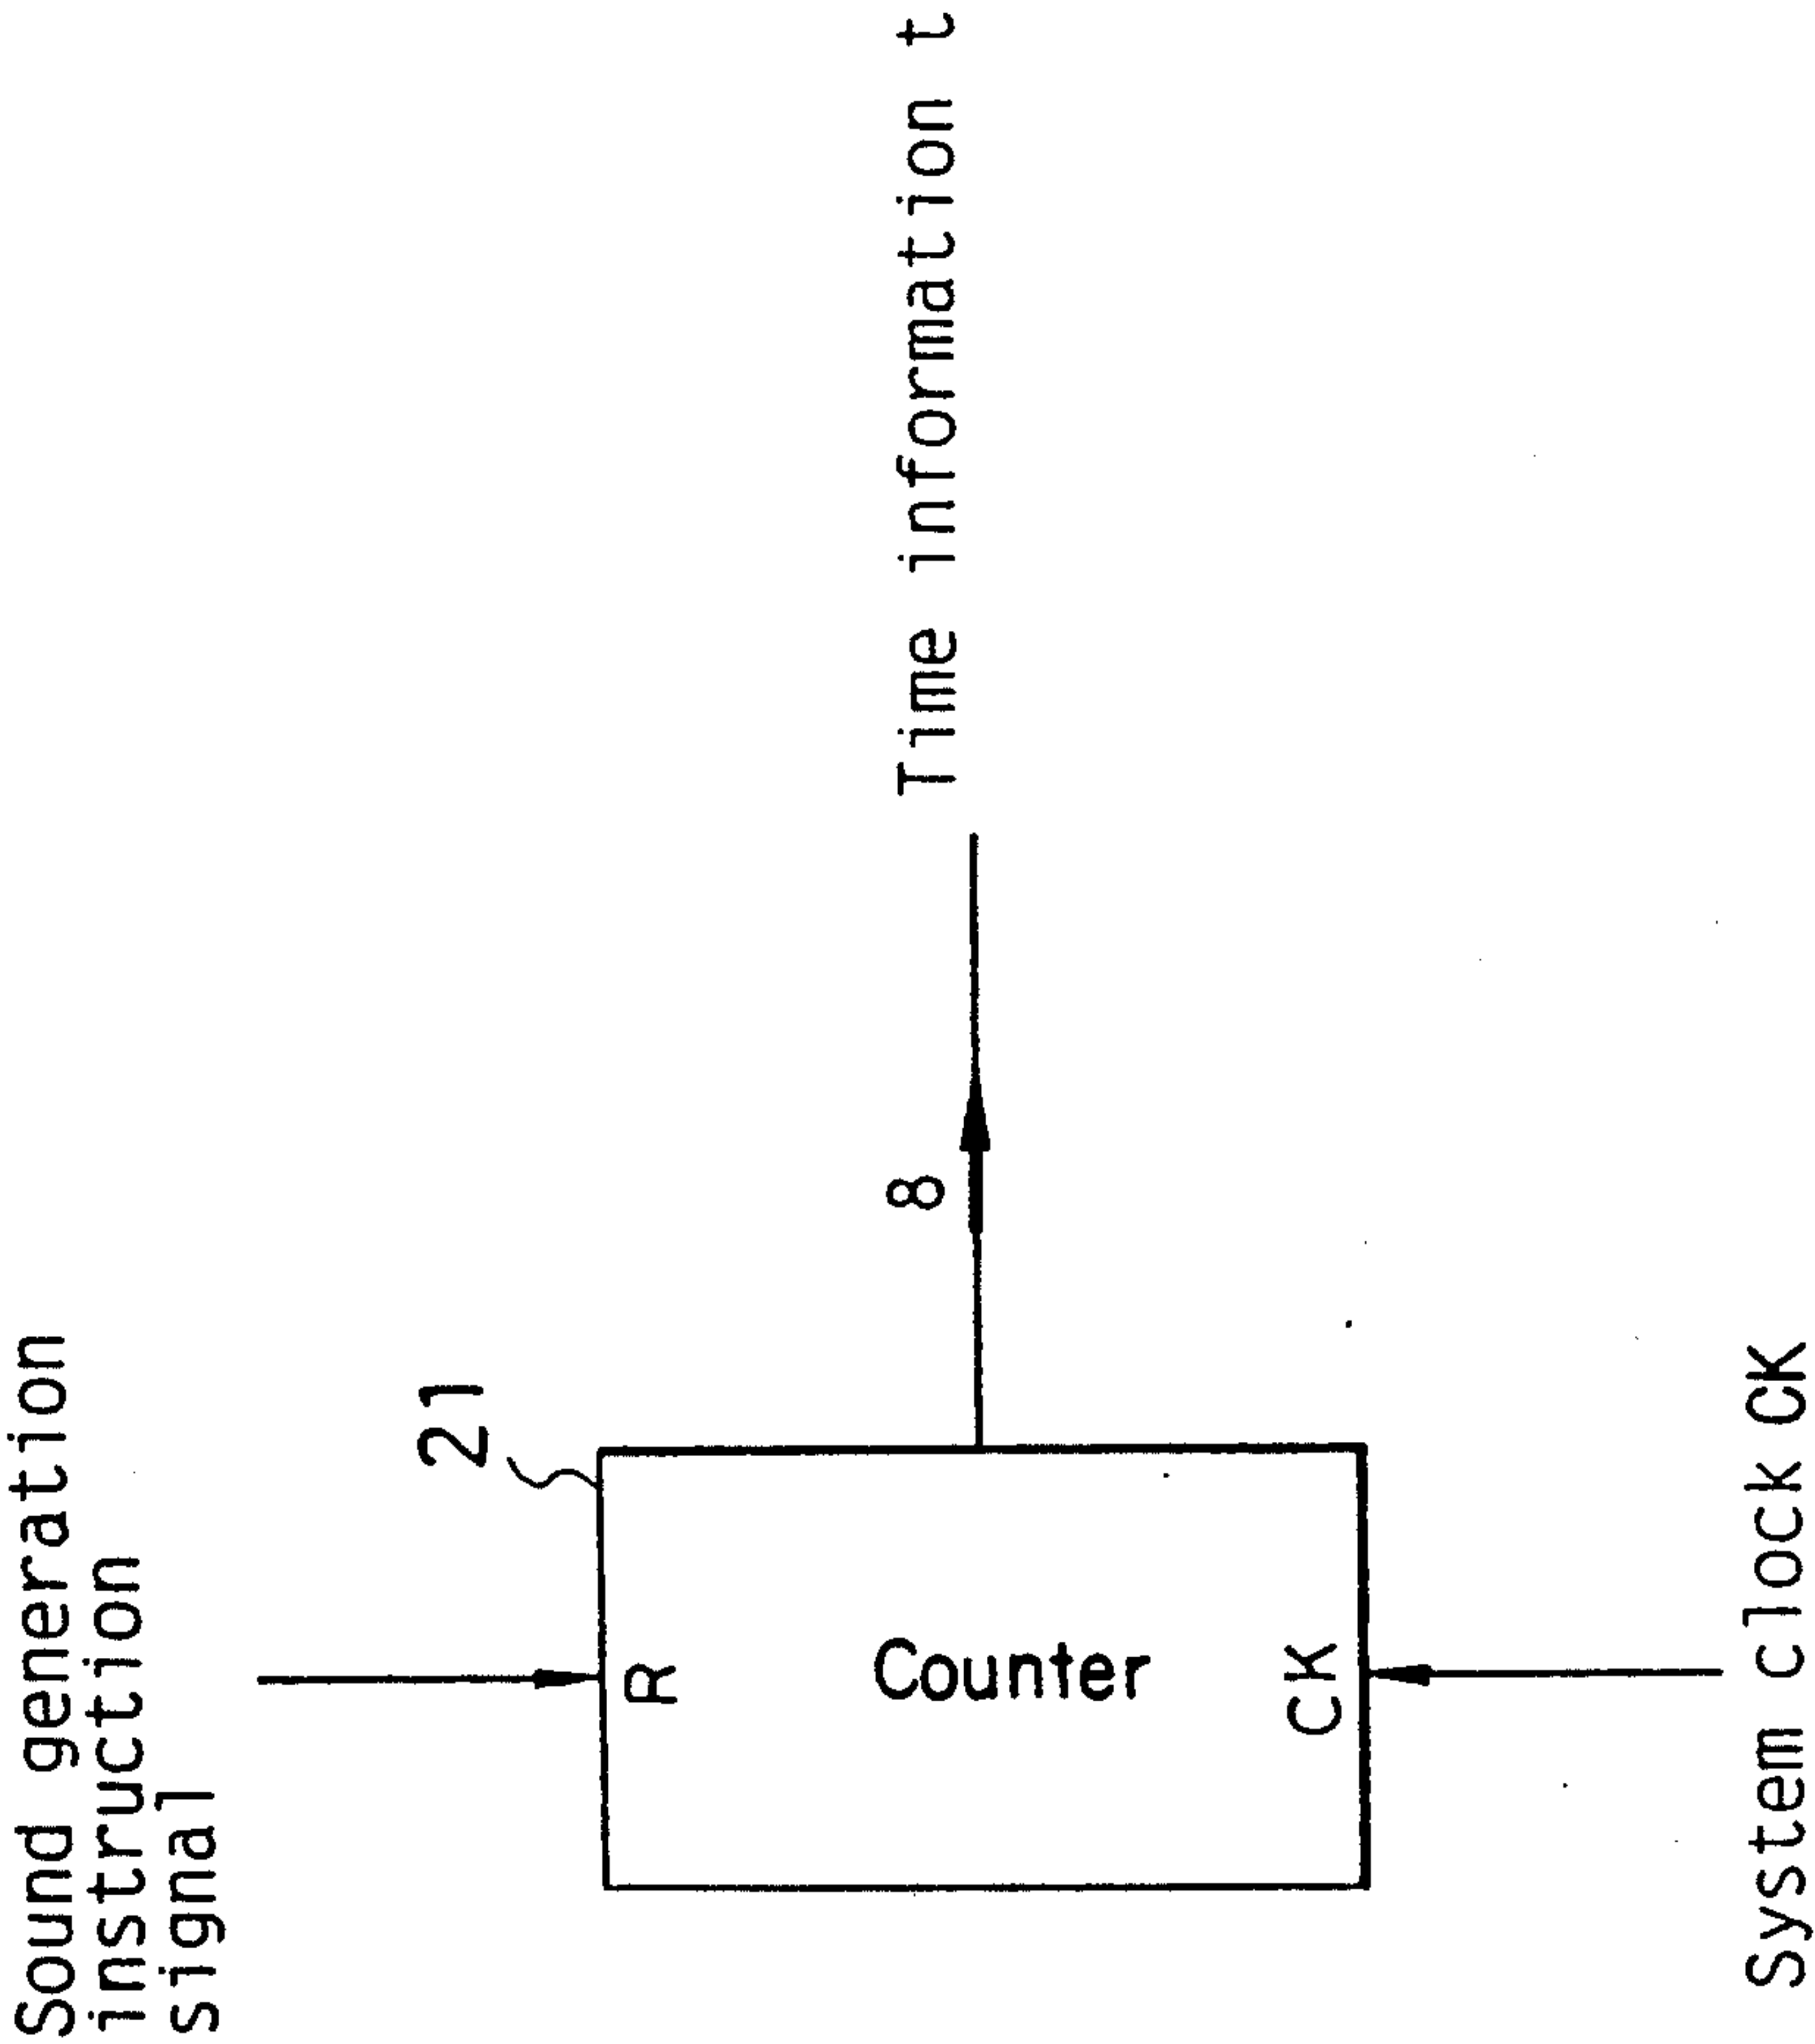 Sound generation
instruction
signal
21
R
Counter
CK
8
Time information t
System clock CK